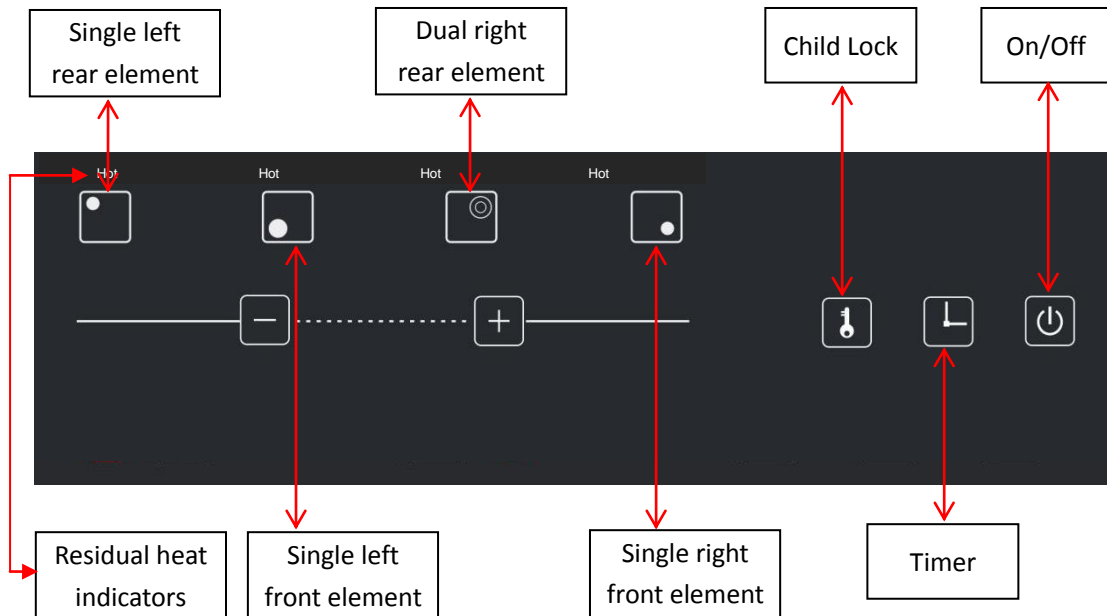 Single left
rear element
Dual right
rear element
Child Lock
On/Off
Hot
Hot
Hot
Hot
Residual heat
indicators
Single left
front element
Single right
front element
Timer